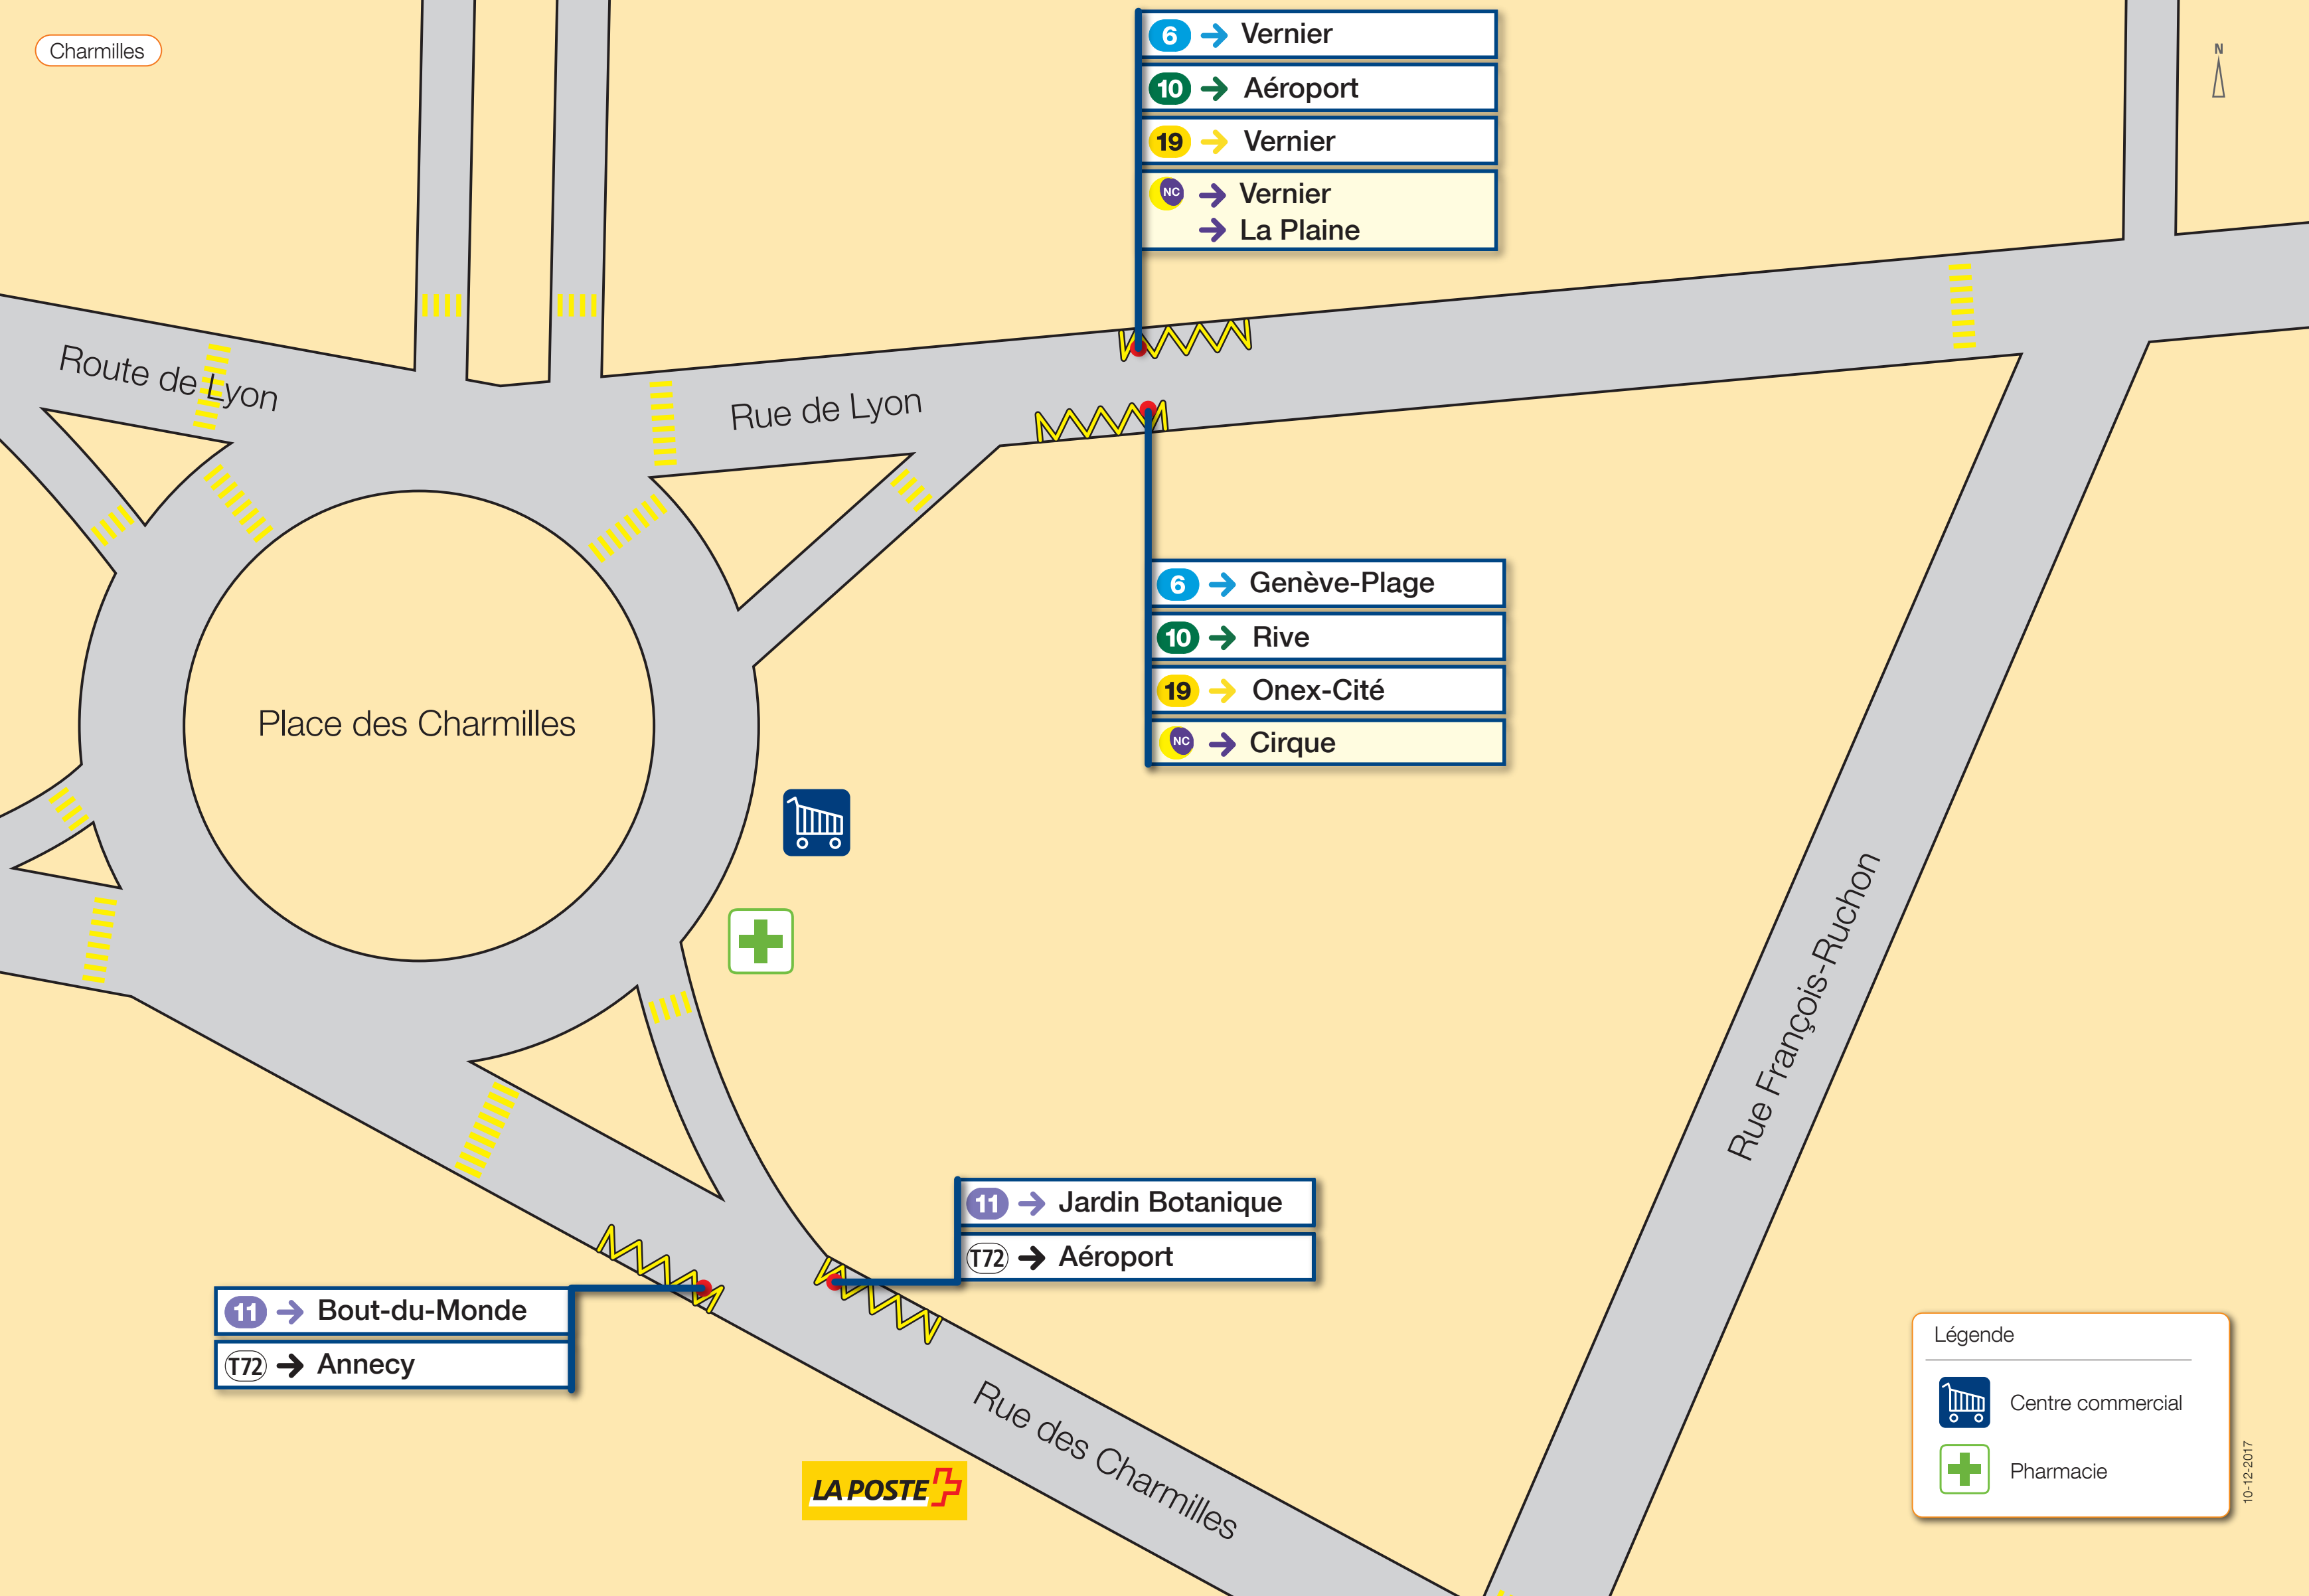 Charmilles
6 → Vernier
10 → Aéroport
19 → Vernier
NC → Vernier
→ La Plaine
N
Route de Lyon
Rue de Lyon
6 → Genève-Plage
10 → Rive
19 → Onex-Cité
NC → Cirque
Place des Charmilles
Rue François-Ruchon
11 → Jardin Botanique
T72 → Aéroport
11 → Bout-du-Monde
T72 → Annecy
Rue des Charmilles
LA POSTE
Légende
Centre commercial
Pharmacie
10-12-2017